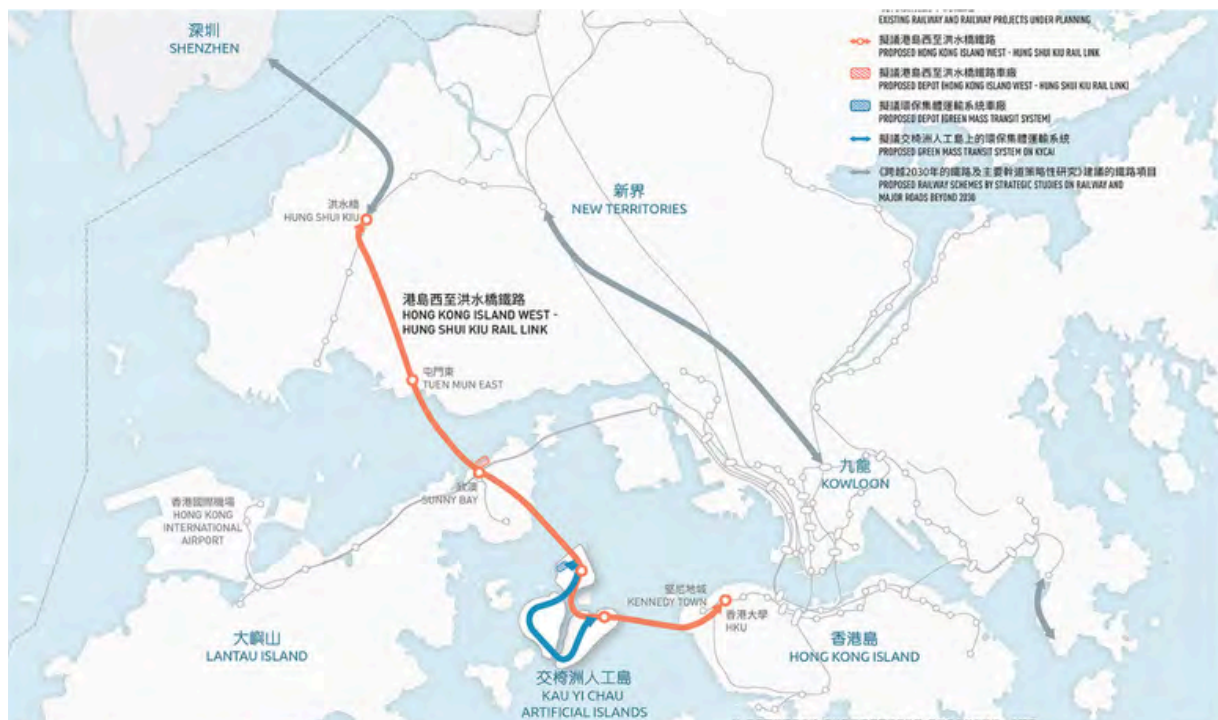 深圳
SHENZHEN
EXISTING RAILWAY AND RAILWAY PROJECTS UNDER PLANNING
擬議港島西至洪水橋鐵路
PROPOSED HONG KONG ISLAND WEST - HUNG SHUI KIU RAIL LINK
擬議港島西至洪水橋鐵路車廠
PROPOSED DEPOT (HONG KONG ISLAND WEST - HUNG SHUI KIU RAIL LINK)
擬議環保集體運輸系統車廠
PROPOSED DEPOT (GREEN MASS TRANSIT SYSTEM)
擬議交椅洲人工島上的環保集體運輸系統
PROPOSED GREEN MASS TRANSIT SYSTEM ON KYCAI
《跨越2030年的鐵路及主要幹道策略性研究》建議的鐵路項目
PROPOSED RAILWAY SCHEMES BY STRATEGIC STUDIES ON RAILWAY AND
MAJOR ROADS BEYOND 2030
新界
NEW TERRITORIES
洪水橋
HUNG SHUI KIU
港島西至洪水橋鐵路
HONG KONG ISLAND WEST -
HUNG SHUI KIU RAIL LINK
屯門東
TUEN MUN EAST
九龍
KOWLOON
欣澳
SUNNY BAY
香港國際機場
HONG KONG
INTERNATIONAL
AIRPORT
堅尼地城
KENNEDY TOWN
香港大學
HKU
大嶼山
LANTAU ISLAND
香港島
HONG KONG ISLAND
交椅洲人工島
KAU YI CHAU
ARTIFICIAL ISLANDS